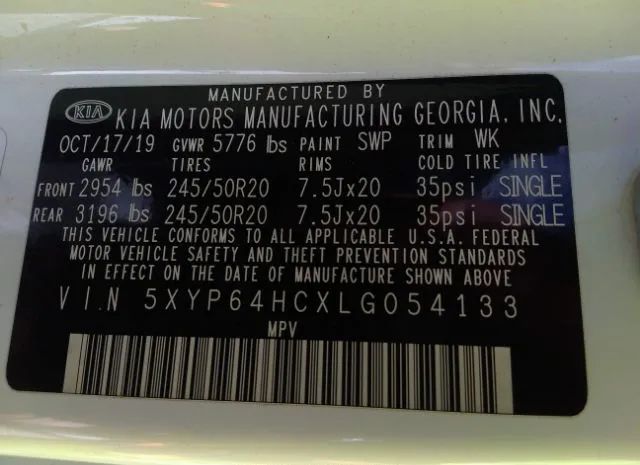 MANUFACTURED BY
KIA KIA MOTORS MANUFACTURING GEORGIA, INC.
OCT/17/19 GVWR 5776 lbs PAINT SWP TRIM WK
GAWR TIRES RIMS COLD TIRE INFL
FRONT 2954 lbs 245/50R20 7.5Jx20 35psi SINGLE
REAR 3196 lbs 245/50R20 7.5Jx20 35psi SINGLE
THIS VEHICLE CONFORMS TO ALL APPLICABLE U.S.A. FEDERAL
MOTOR VEHICLE SAFETY AND THEFT PREVENTION STANDARDS
IN EFFECT ON THE DATE OF MANUFACTURE SHOWN ABOVE
V I.N 5XYP64HCXLG054133
MPV